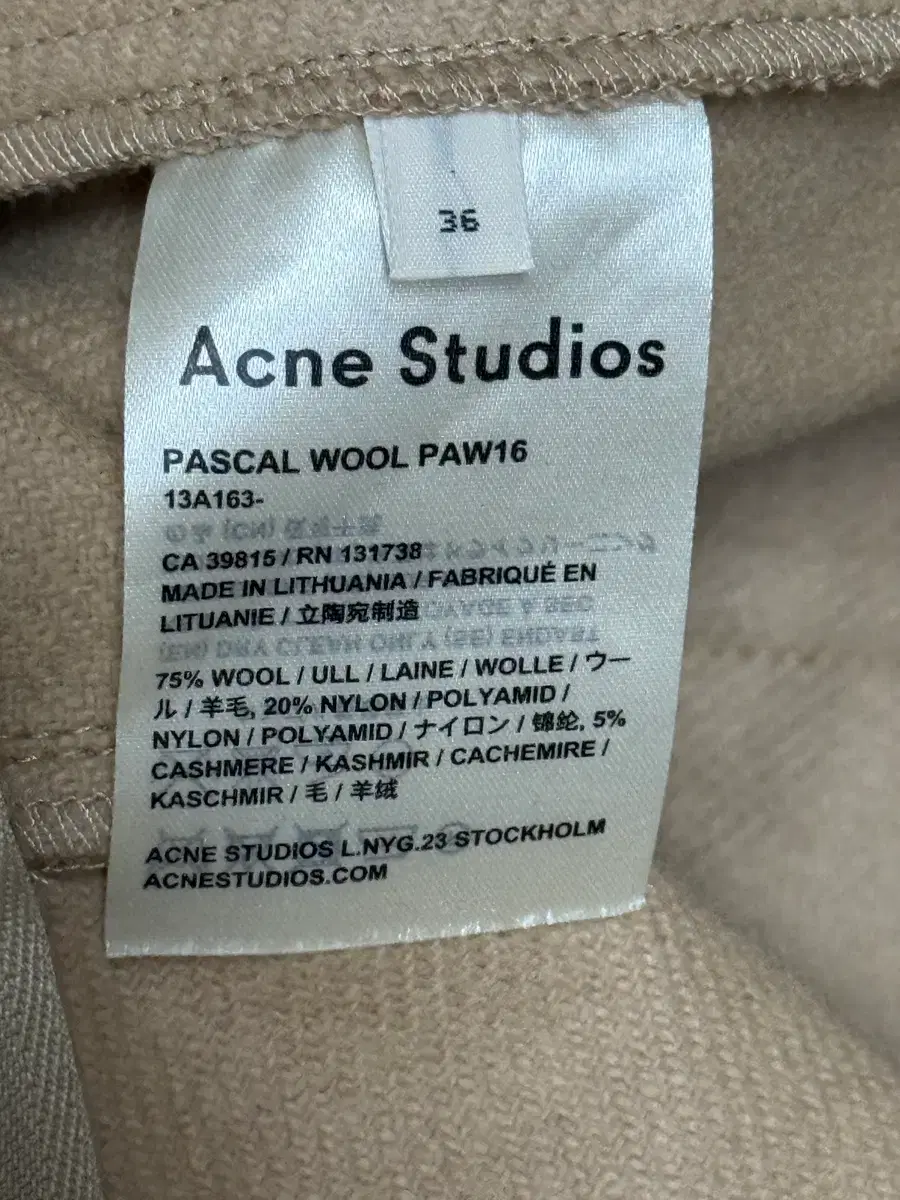 36
Acne Studios
PASCAL WOOL PAW16
13A163-
CA 39815 / RN 131738
MADE IN LITHUANIA / FABRIQUÉ EN
LITUANIE / 立陶宛制造
75% WOOL / ULL / LAINE / WOLLE / ウー
ル / 羊毛, 20% NYLON / POLYAMID /
NYLON / POLYAMID / ナイロン / 锦纶, 5%
CASHMERE / KASHMIR / CACHEMIRE /
KASCHMIR / 毛 / 羊绒
ACNE STUDIOS L.NYG.23 STOCKHOLM
ACNESTUDIOS.COM